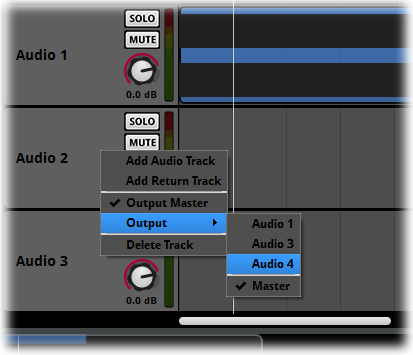 SOLO
MUTE
Audio 1
0.0 dB
SOLO
MUTE
Audio 2
Add Audio Track
Add Return Track
Output Master
Output
Delete Track
Audio 1
Audio 3
Audio 4
Master
Audio 3
0.0 dB